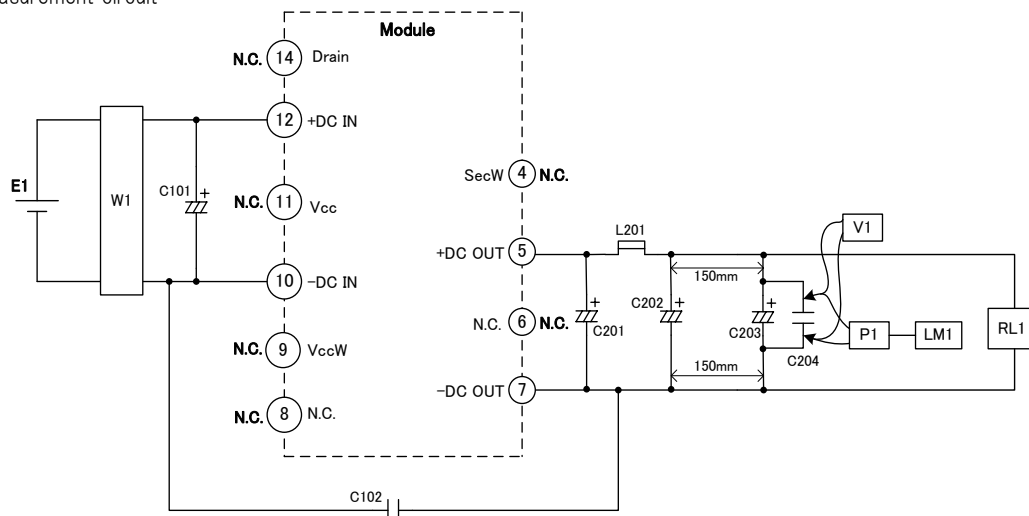 asurement circuit
Module
N.C. 14 Drain
12 +DC IN
E1
W1
C101 +
N.C. 11 Vcc
10 -DC IN
N.C. 9 VccW
N.C. 8 N.C.
SecW 4 N.C.
+DC OUT 5
N.C. 6 N.C.
-DC OUT 7
L201
+
C201
C202 +
150mm
150mm
+
C203
C204
V1
P1
LM1
RL1
C102